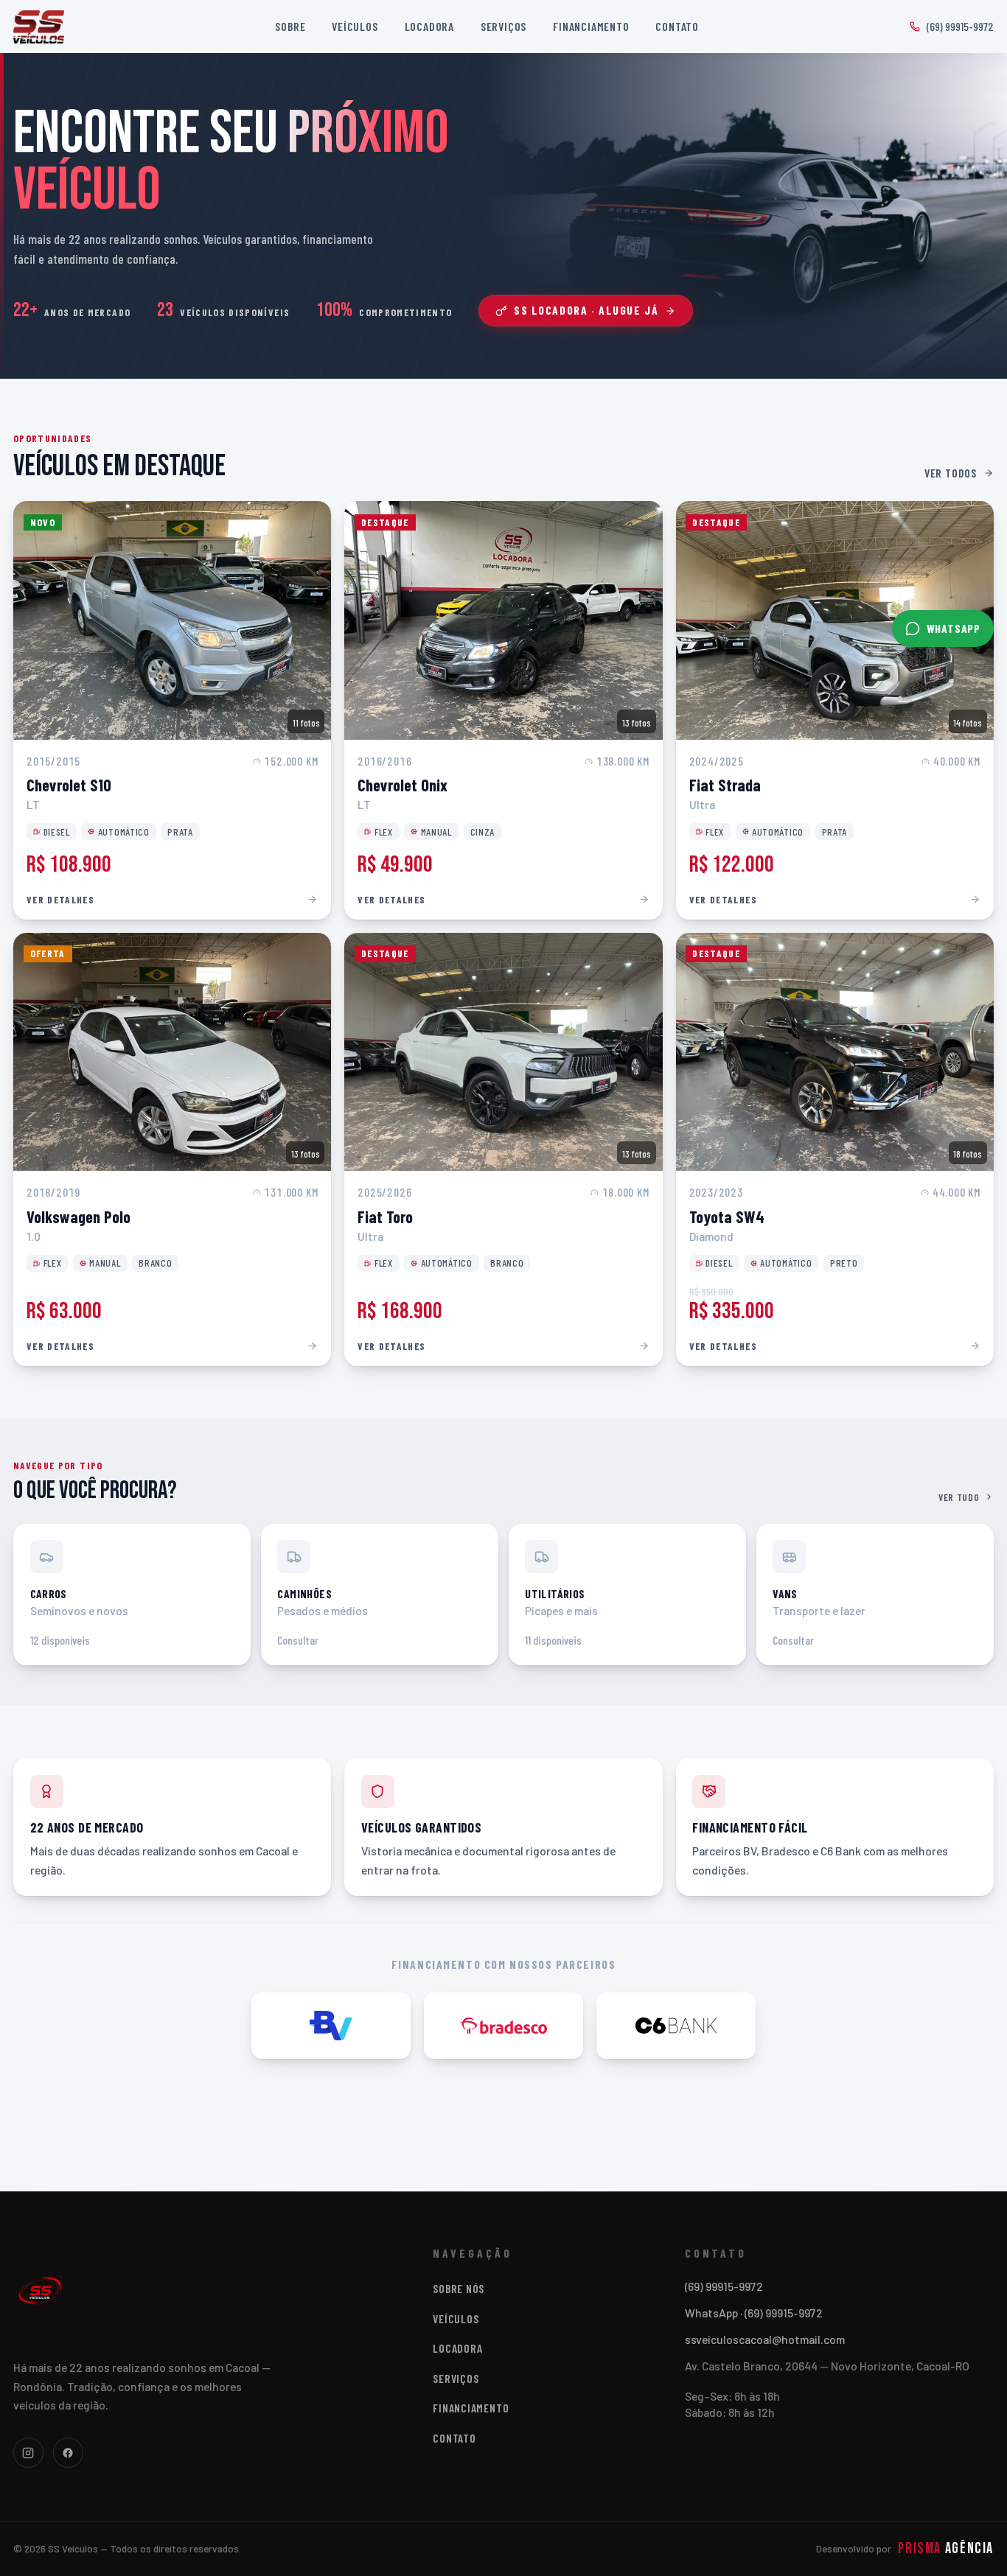 SS
VEÍCULOS
SOBRE
VEÍCULOS
LOCADORA
SERVIÇOS
FINANCIAMENTO
CONTATO
(69) 99915-9972
ENCONTRE SEU PRÓXIMO
VEÍCULO
Há mais de 22 anos realizando sonhos. Veículos garantidos, financiamento
fácil e atendimento de confiança.
22+ ANOS DE MERCADO
23 VEÍCULOS DISPONÍVEIS
100% COMPROMETIMENTO
SS LOCADORA · ALUGUE JÁ
PORSCHE
OPORTUNIDADES
VEÍCULOS EM DESTAQUE
VER TODOS
NOVO
11 fotos
DESTAQUE
SS
LOCADORA
13 fotos
DESTAQUE
14 fotos
WHATSAPP
2015/2015
152.000 KM
Chevrolet S10
LT
DIESEL
AUTOMÁTICO
PRATA
R$ 108.900
VER DETALHES
2016/2016
138.000 KM
Chevrolet Onix
LT
FLEX
MANUAL
CINZA
R$ 49.900
VER DETALHES
2024/2025
40.000 KM
Fiat Strada
Ultra
FLEX
AUTOMÁTICO
PRATA
R$ 122.000
VER DETALHES
OFERTA
13 fotos
DESTAQUE
13 fotos
DESTAQUE
18 fotos
2018/2019
131.000 KM
Volkswagen Polo
1.0
FLEX
MANUAL
BRANCO
R$ 63.000
VER DETALHES
2025/2026
18.000 KM
Fiat Toro
Ultra
FLEX
AUTOMÁTICO
BRANCO
R$ 168.900
VER DETALHES
2023/2023
44.000 KM
Toyota SW4
Diamond
DIESEL
AUTOMÁTICO
PRETO
R$ 350.000
R$ 335.000
VER DETALHES
NAVEGUE POR TIPO
O QUE VOCÊ PROCURA?
VER TUDO
CARROS
Seminovos e novos
12 disponíveis
CAMINHÕES
Pesados e médios
Consultar
UTILITÁRIOS
Picapes e mais
11 disponíveis
VANS
Transporte e lazer
Consultar
22 ANOS DE MERCADO
Mais de duas décadas realizando sonhos em Cacoal e
região.
VEÍCULOS GARANTIDOS
Vistoria mecânica e documental rigorosa antes de
entrar na frota.
FINANCIAMENTO FÁCIL
Parceiros BV, Bradesco e C6 Bank com as melhores
condições.
FINANCIAMENTO COM NOSSOS PARCEIROS
BV
bradesco
C6 BANK
SS
VEÍCULOS
Há mais de 22 anos realizando sonhos em Cacoal —
Rondônia. Tradição, confiança e os melhores
veículos da região.
NAVEGAÇÃO
SOBRE NÓS
VEÍCULOS
LOCADORA
SERVIÇOS
FINANCIAMENTO
CONTATO
CONTATO
(69) 99915-9972
WhatsApp · (69) 99915-9972
ssveiculoscacoal@hotmail.com
Av. Castelo Branco, 20644 — Novo Horizonte, Cacoal-RO
Seg–Sex: 8h às 18h
Sábado: 8h às 12h
© 2026 SS Veículos — Todos os direitos reservados.
Desenvolvido por PRISMA AGÊNCIA